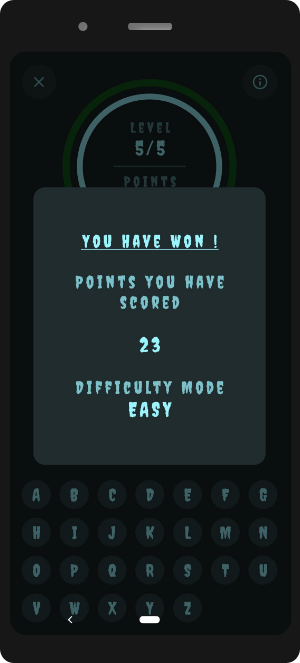 LEVEL
5/5
POINTS
YOU HAVE WON !
POINTS YOU HAVE
SCORED
23
DIFFICULTY MODE
EASY
A B C D E F G
H I J K L M N
O P Q R S T U
V W X Y Z